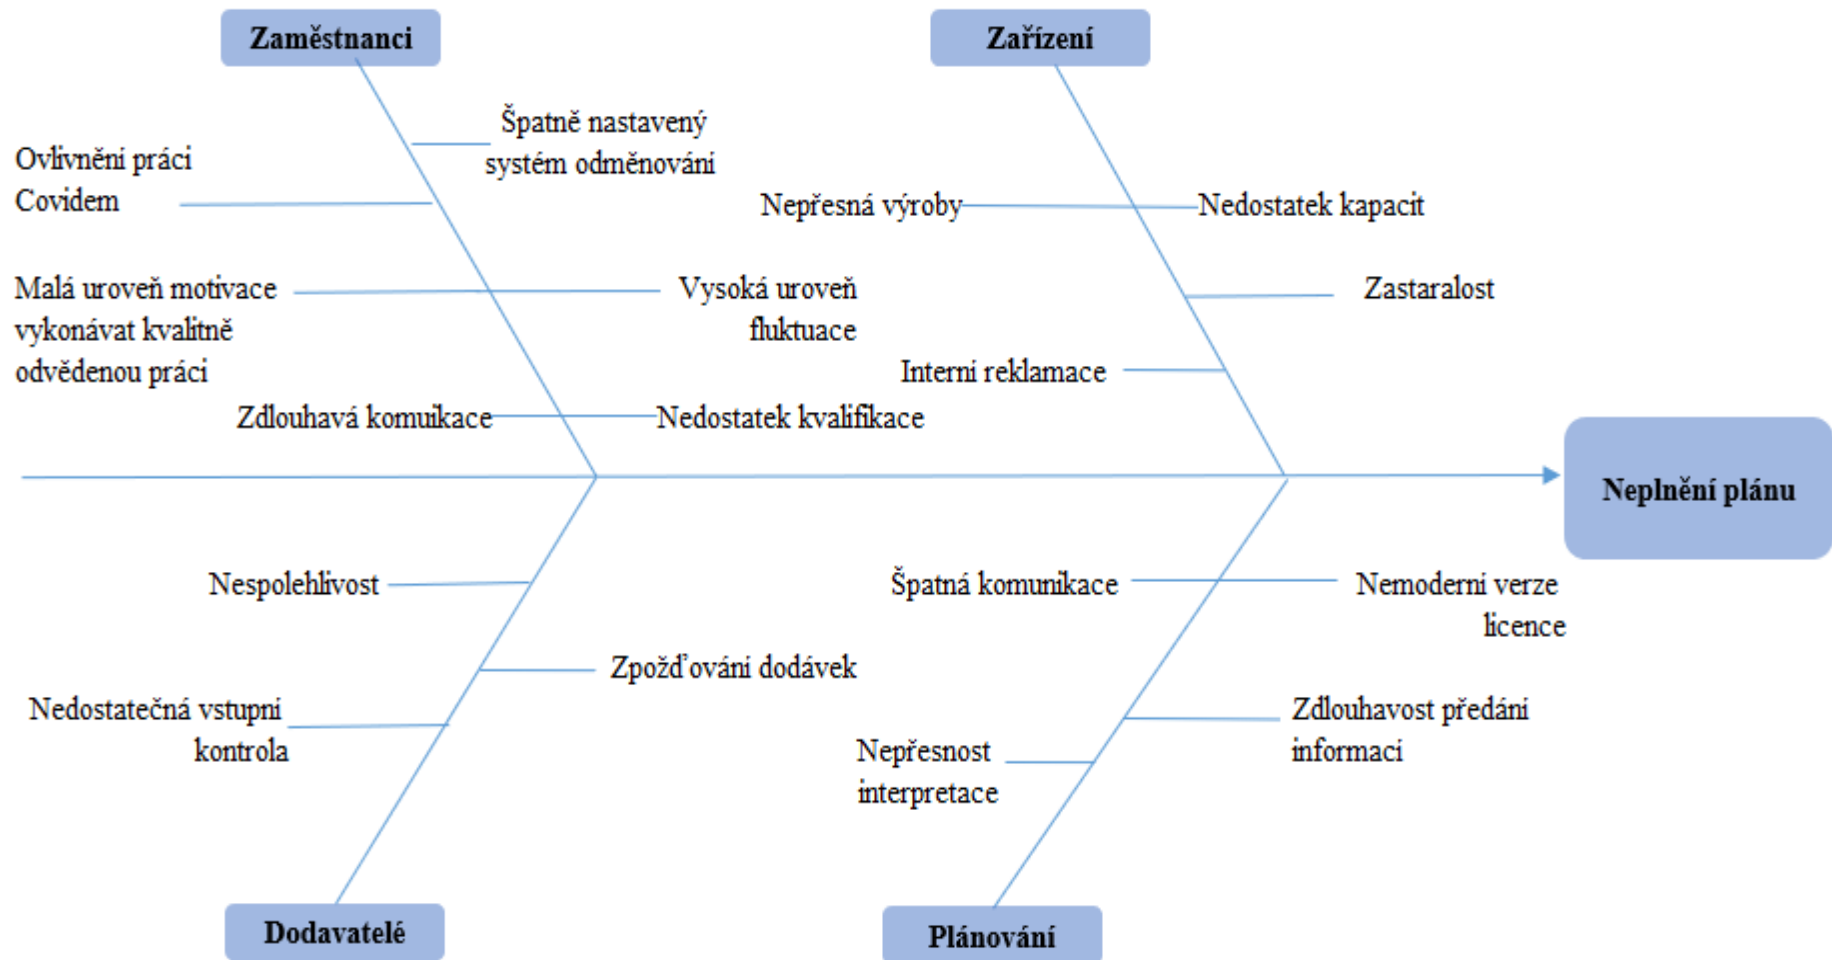 Zaměstnanci
Zařízení
Špatně nastavený
systém odměnování
Ovlivnění práci
Covidem
Nepřesná výroby
Nedostatek kapacit
Malá uroveň motivace
vykonávat kvalitně
odvědenou práci
Vysoká uroveň
fluktuace
Zastaralost
Interní reklamace
Zdlouhavá komuikace
Nedostatek kvalifikace
Neplnění plánu
Nespolehlivost
Špatná komunikace
Nemoderní verze
licence
Zpožďování dodávek
Nedostatečná vstupní
kontrola
Zdlouhavost předání
informací
Nepřesnost
interpretace
Dodavatelé
Plánování